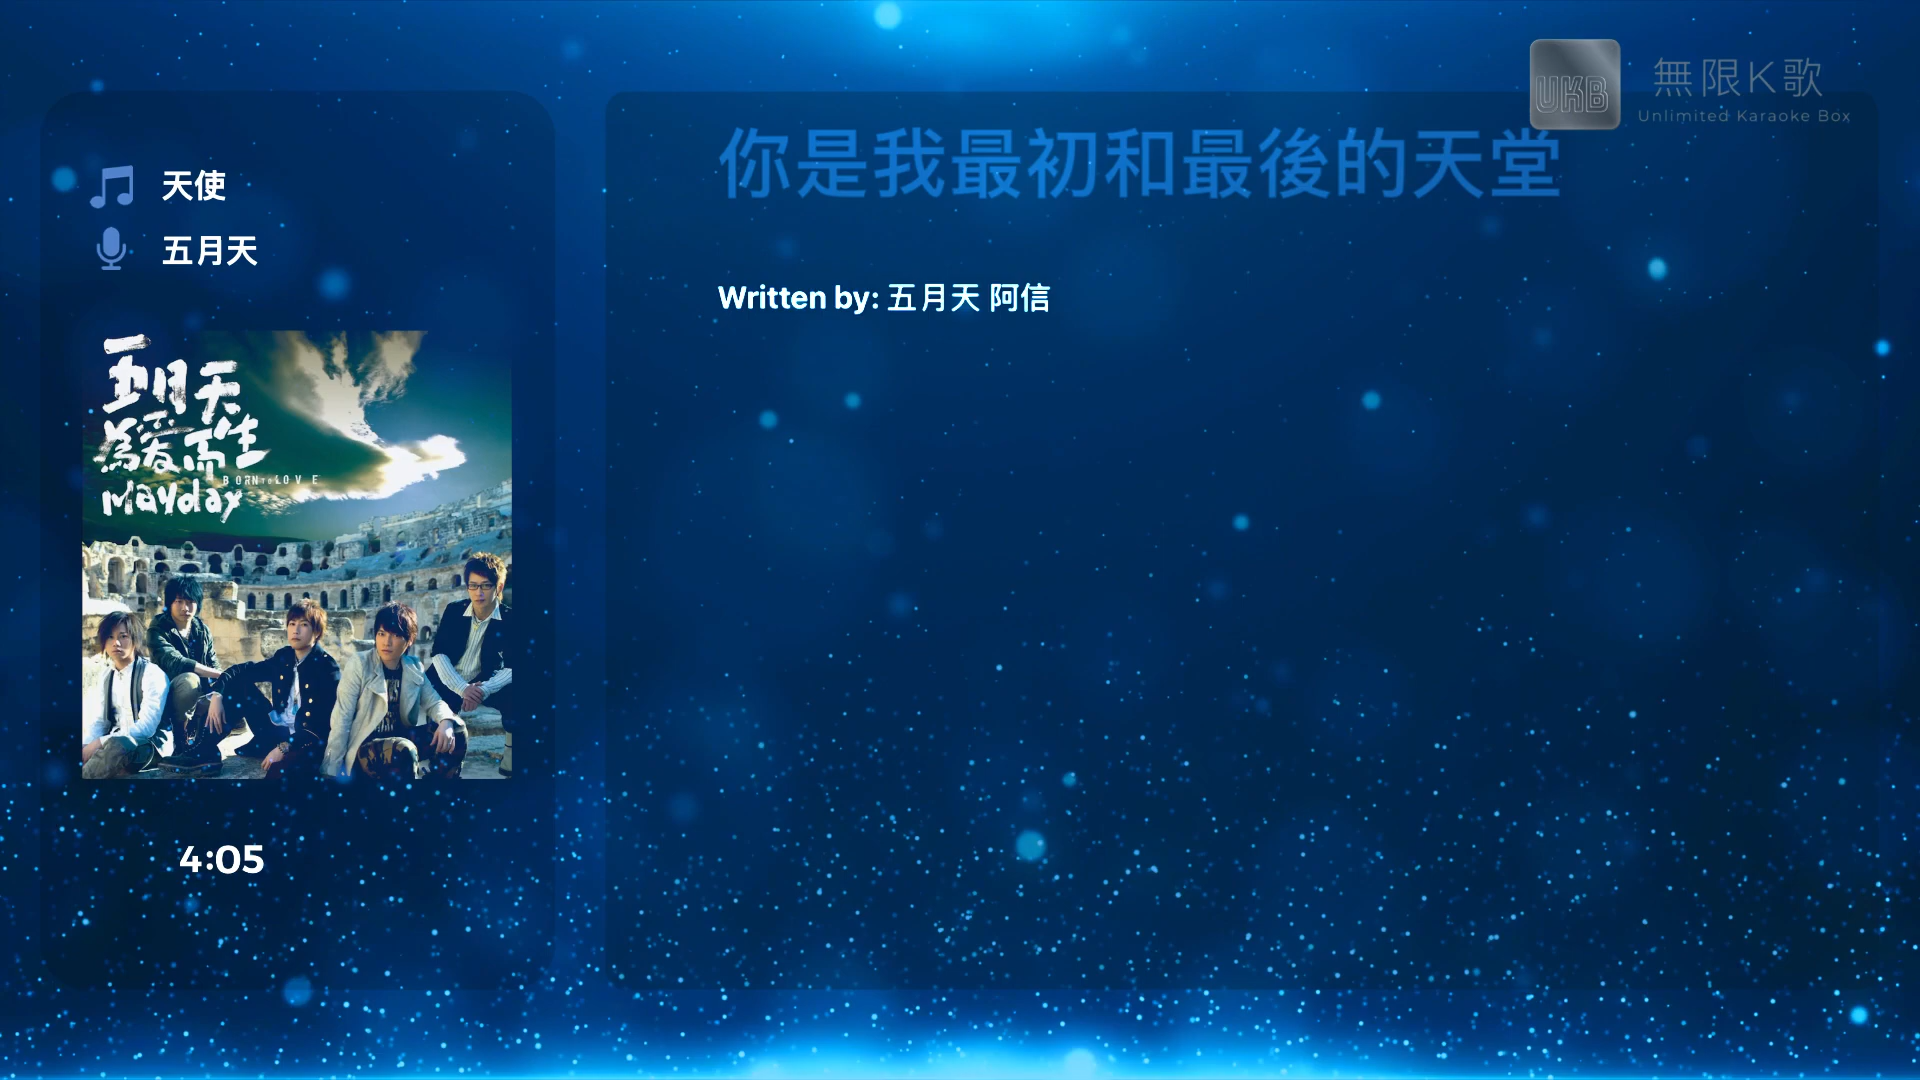 天使
五月天
五月天
為愛而生
BORN TO LOVE
Mayday
4:05
你是我最初和最後的天堂
Written by: 五月天 阿信
UKB
無限K歌
Unlimited Karaoke Box